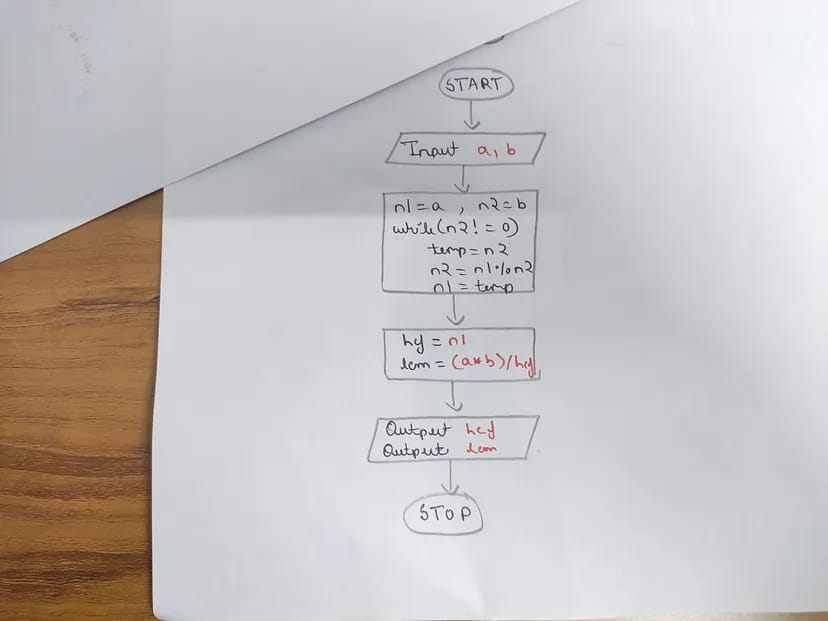 START
Input a, b
n1 = a , n2 = b
while(n2! = 0)
temp = n2
n2 = n1%n2
n1 = temp
hcf = n1
lcm = (a*b)/hcf
Output hcf
Output lcm
STOP